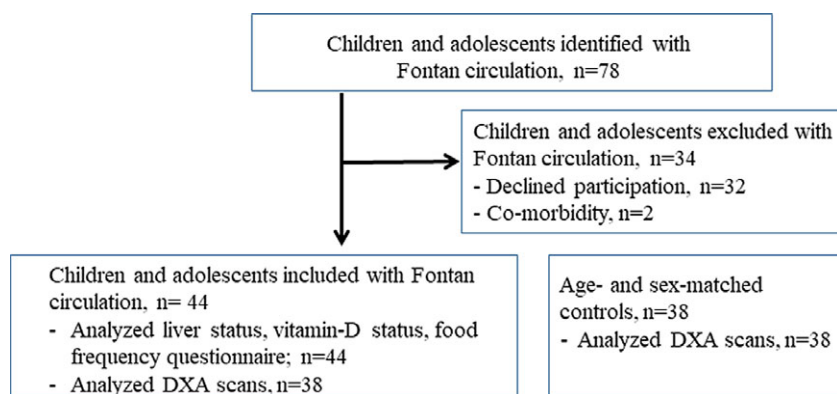 Children and adolescents identified with
Fontan circulation, n=78
Children and adolescents excluded with
Fontan circulation, n=34
- Declined participation, n=32
- Co-morbidity, n=2
Children and adolescents included with Fontan
circulation, n= 44
- Analyzed liver status, vitamin-D status, food
frequency questionnaire; n=44
- Analyzed DXA scans, n=38
Age- and sex-matched
controls, n=38
- Analyzed DXA scans, n=38